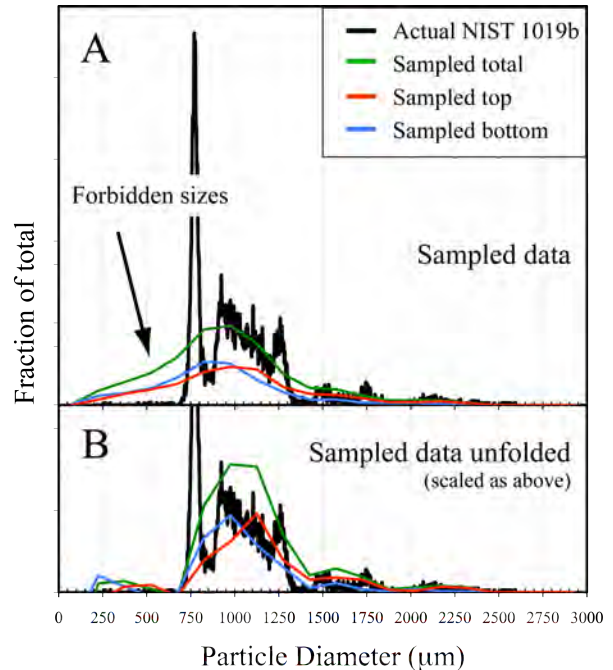 A
Actual NIST 1019b
Sampled total
Sampled top
Sampled bottom
Forbidden sizes
Sampled data
Fraction of total
B
Sampled data unfolded
(scaled as above)
0 250 500 750 1000 1250 1500 1750 2000 2250 2500 2750 3000
Particle Diameter (μm)